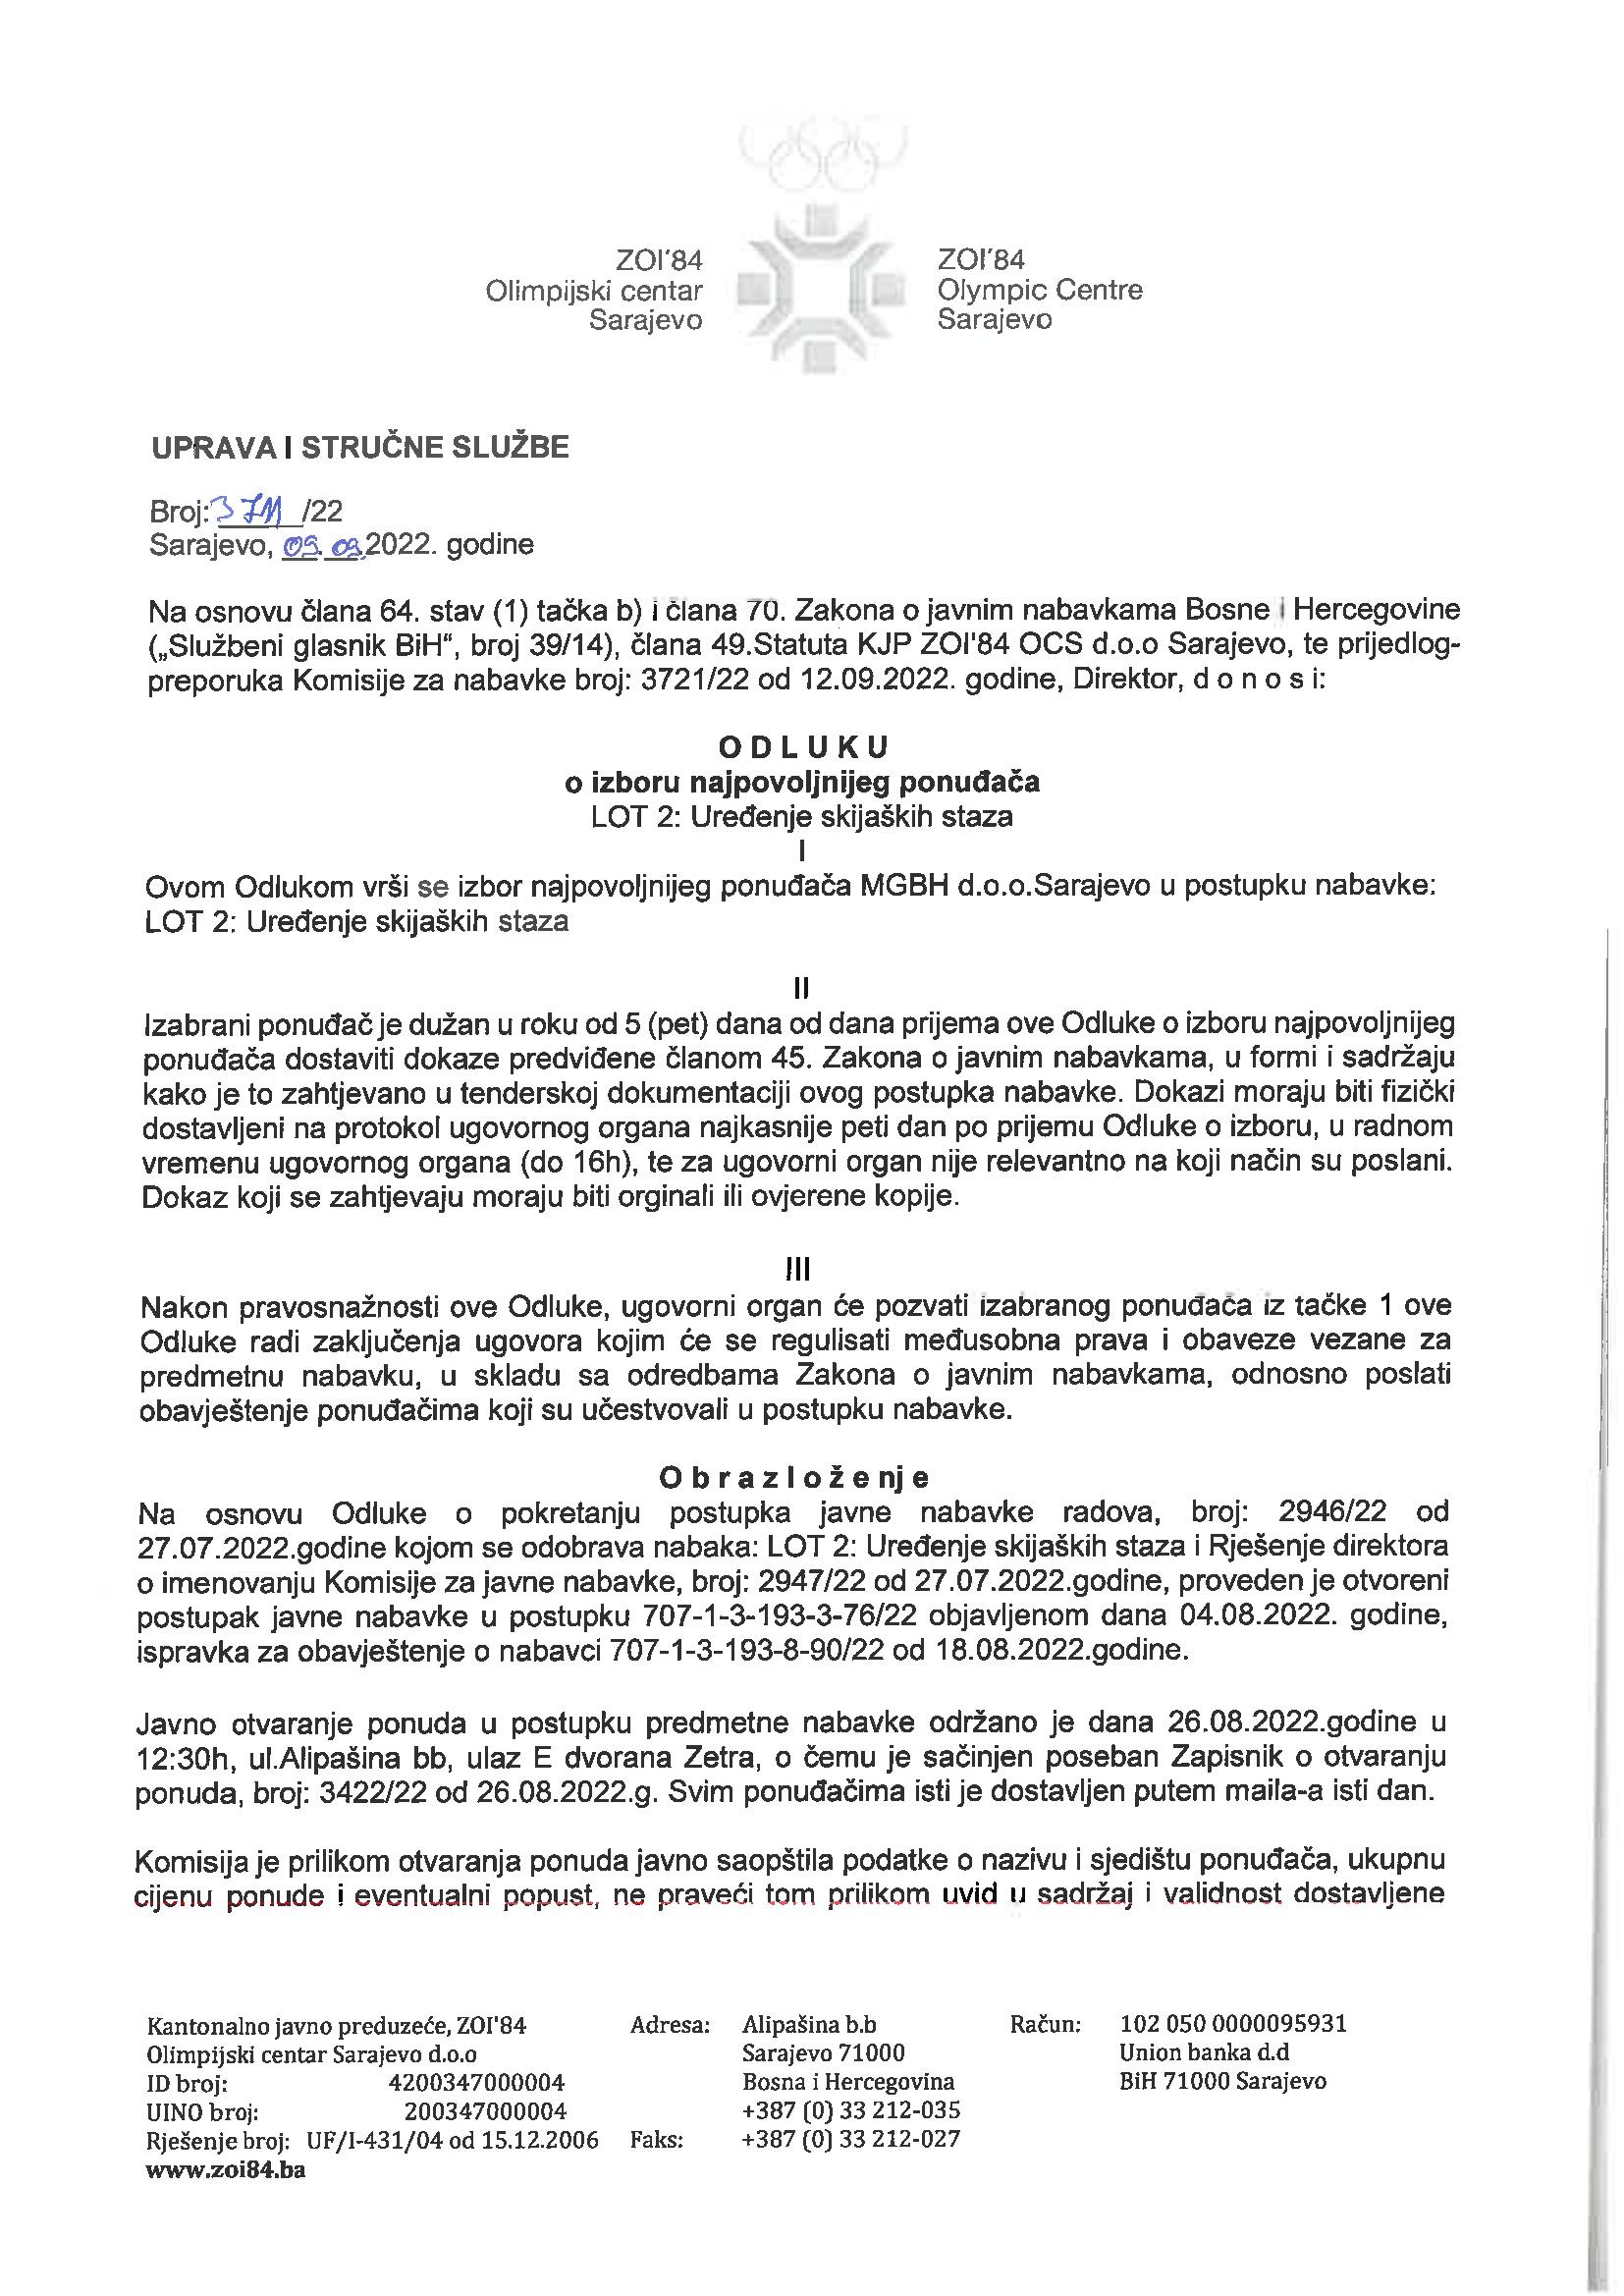 ZOI'84
Olimpijski centar
Sarajevo
ZOI'84
Olympic Centre
Sarajevo
UPRAVA I STRUČNE SLUŽBE
Broj: 3711 /22
Sarajevo, 09. 09.2022. godine
Na osnovu člana 64. stav (1) tačka b) i člana 70. Zakona o javnim nabavkama Bosne i Hercegovine
(„Službeni glasnik BiH“, broj 39/14), člana 49.Statuta KJP ZOI'84 OCS d.o.o Sarajevo, te prijedlog-
preporuka Komisije za nabavke broj: 3721/22 od 12.09.2022. godine, Direktor, d o n o s i:
O D L U K U
o izboru najpovoljnijeg ponuđača
LOT 2: Uređenje skijaških staza
I
Ovom Odlukom vrši se izbor najpovoljnijeg ponuđača MGBH d.o.o.Sarajevo u postupku nabavke:
LOT 2: Uređenje skijaških staza
II
Izabrani ponuđač je dužan u roku od 5 (pet) dana od dana prijema ove Odluke o izboru najpovoljnijeg
ponuđača dostaviti dokaze predviđene članom 45. Zakona o javnim nabavkama, u formi i sadržaju
kako je to zahtjevano u tenderskoj dokumentaciji ovog postupka nabavke. Dokazi moraju biti fizički
dostavljeni na protokol ugovornog organa najkasnije peti dan po prijemu Odluke o izboru, u radnom
vremenu ugovornog organa (do 16h), te za ugovorni organ nije relevantno na koji način su poslani.
Dokaz koji se zahtjevaju moraju biti orginali ili ovjerene kopije.
III
Nakon pravosnažnosti ove Odluke, ugovorni organ će pozvati izabranog ponuđača iz tačke 1 ove
Odluke radi zaključenja ugovora kojim će se regulisati međusobna prava i obaveze vezane za
predmetnu nabavku, u skladu sa odredbama Zakona o javnim nabavkama, odnosno poslati
obavještenje ponuđačima koji su učestvovali u postupku nabavke.
O b r a z l o ž e nj e
Na osnovu Odluke o pokretanju postupka javne nabavke radova, broj: 2946/22 od
27.07.2022.godine kojom se odobrava nabaka: LOT 2: Uređenje skijaških staza i Rješenje direktora
o imenovanju Komisije za javne nabavke, broj: 2947/22 od 27.07.2022.godine, proveden je otvoreni
postupak javne nabavke u postupku 707-1-3-193-3-76/22 objavljenom dana 04.08.2022. godine,
ispravka za obavještenje o nabavci 707-1-3-193-8-90/22 od 18.08.2022.godine.
Javno otvaranje ponuda u postupku predmetne nabavke održano je dana 26.08.2022.godine u
12:30h, ul.Alipašina bb, ulaz E dvorana Zetra, o čemu je sačinjen poseban Zapisnik o otvaranju
ponuda, broj: 3422/22 od 26.08.2022.g. Svim ponuđačima isti je dostavljen putem maila-a isti dan.
Komisija je prilikom otvaranja ponuda javno saopštila podatke o nazivu i sjedištu ponuđača, ukupnu
cijenu ponude i eventualni popust, ne praveći tom prilikom uvid u sadržaj i validnost dostavljene
Kantonalno javno preduzeće, ZOI'84 Adresa: Alipašina b.b Račun: 102 050 0000095931
Olimpijski centar Sarajevo d.o.o Sarajevo 71000 Union banka d.d
ID broj: 4200347000004 Bosna i Hercegovina BiH 71000 Sarajevo
UINO broj: 200347000004 +387 (0) 33 212-035
Rješenje broj: UF/I-431/04 od 15.12.2006 Faks: +387 (0) 33 212-027
www.zoi84.ba